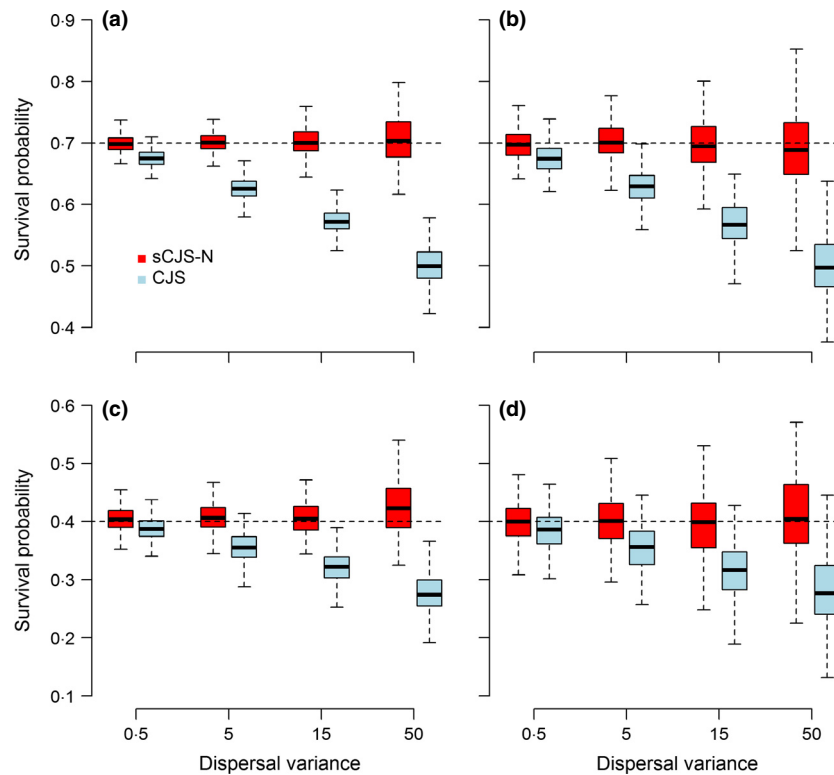 (a)
(b)
0·9
0·8
0·7
0·6
0·5
0·4
Survival probability
sCJS-N
CJS
(c)
(d)
0·6
0·5
0·4
0·3
0·2
0·1
Survival probability
0·5 5 15 50
0·5 5 15 50
Dispersal variance
Dispersal variance